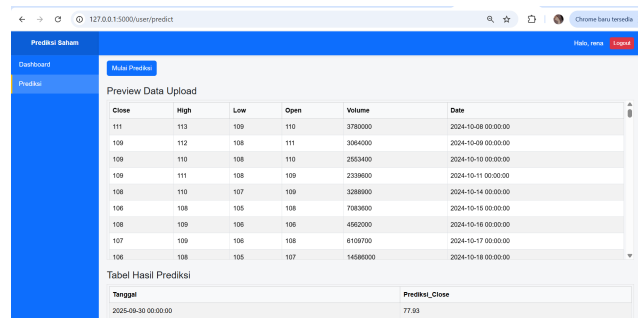 127.0.0.1:5000/user/predict
Chrome baru tersedia
Prediksi Saham
Halo, rena Logout
Dashboard
Prediksi
Mulai Prediksi
Preview Data Upload
Close High Low Open Volume Date
111 113 109 110 3780000 2024-10-08 00:00:00
109 112 108 111 3064000 2024-10-09 00:00:00
109 110 108 110 2553400 2024-10-10 00:00:00
109 111 108 109 2339600 2024-10-11 00:00:00
108 110 107 109 3288900 2024-10-14 00:00:00
106 108 105 108 7083600 2024-10-15 00:00:00
108 109 106 106 4562000 2024-10-16 00:00:00
107 109 106 108 6109700 2024-10-17 00:00:00
106 108 105 107 14586000 2024-10-18 00:00:00
Tabel Hasil Prediksi
Tanggal Prediksi_Close
2025-09-30 00:00:00 77.93